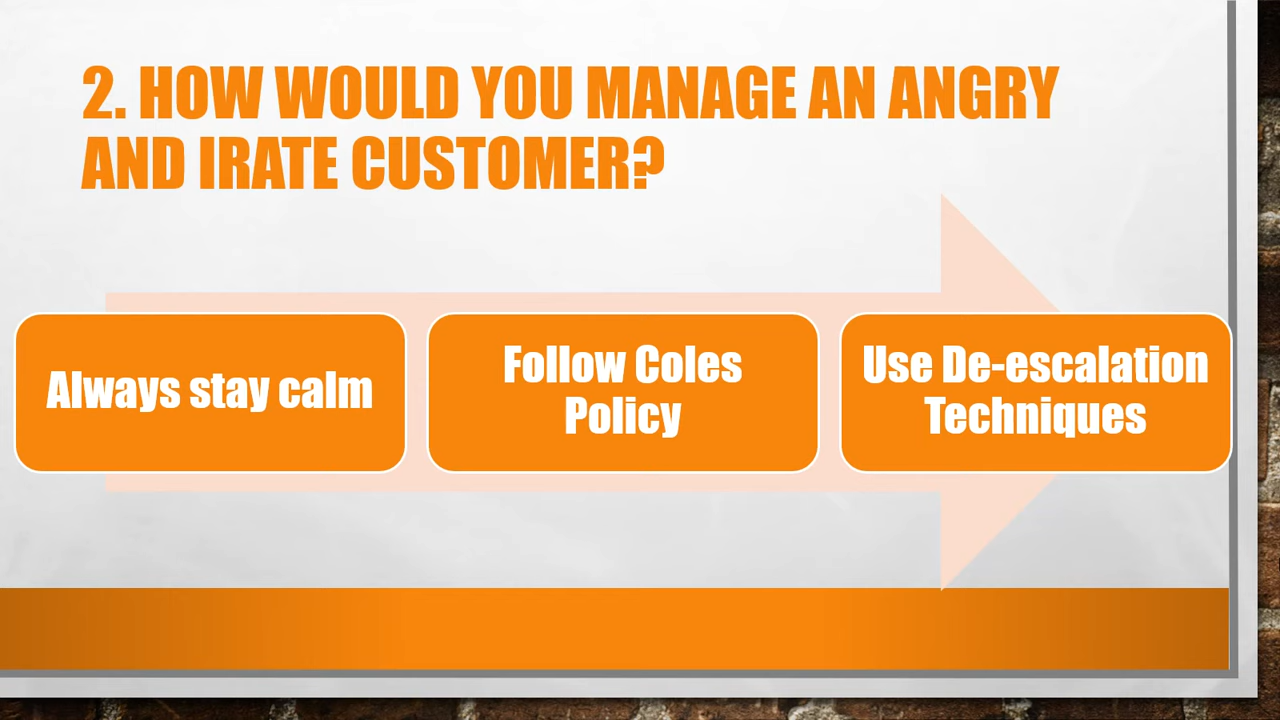 2. HOW WOULD YOU MANAGE AN ANGRY
AND IRATE CUSTOMER?
Always stay calm
Follow Coles
Policy
Use De-escalation
Techniques